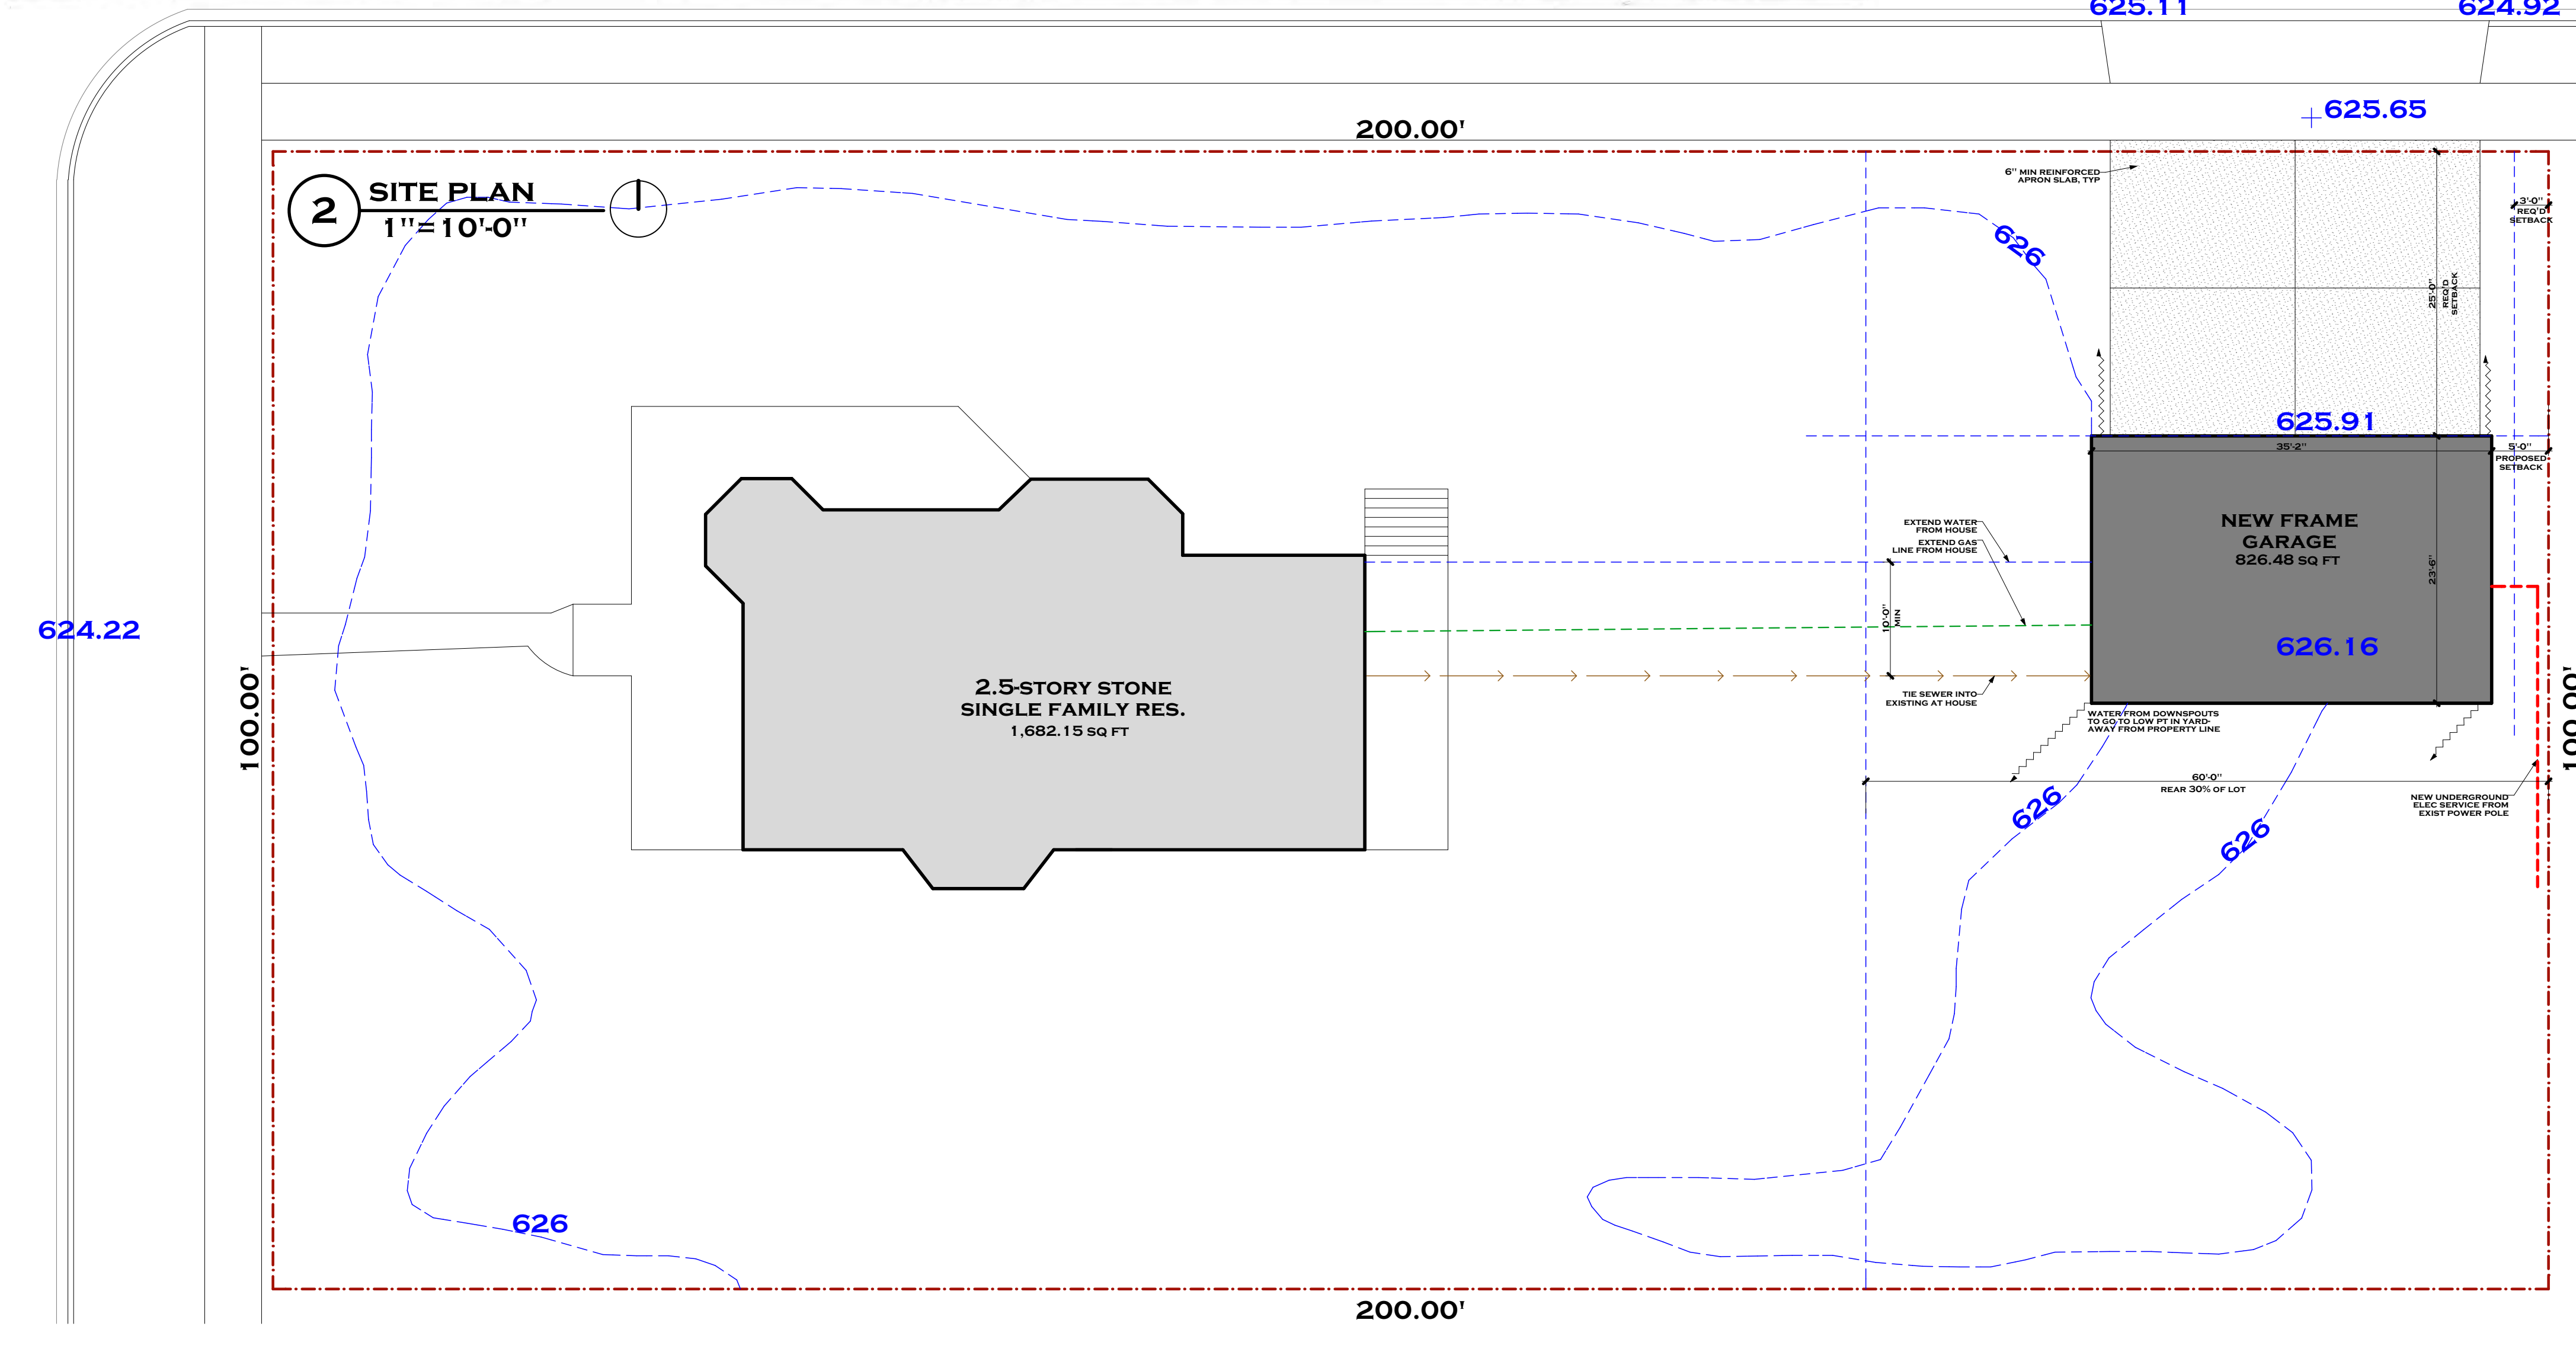 625.11
624.92
625.65
200.00'
2
SITE PLAN
1"=10'-0"
6" MIN REINFORCED
APRON SLAB, TYP
3'-0"
REQ'D
SETBACK
626
25'-0"
REQ'D
SETBACK
625.91
35'-2"
5'-0"
PROPOSED
SETBACK
EXTEND WATER
FROM HOUSE
EXTEND GAS
LINE FROM HOUSE
NEW FRAME
GARAGE
826.48 SQ FT
23'-6"
10'-0"
MIN
624.22
626.16
2.5-STORY STONE
SINGLE FAMILY RES.
1,682.15 SQ FT
TIE SEWER INTO
EXISTING AT HOUSE
100.00'
100.00'
WATER FROM DOWNSPOUTS
TO GO TO LOW PT IN YARD-
AWAY FROM PROPERTY LINE
60'-0"
REAR 30% OF LOT
626
626
NEW UNDERGROUND
ELEC SERVICE FROM
EXIST POWER POLE
626
200.00'